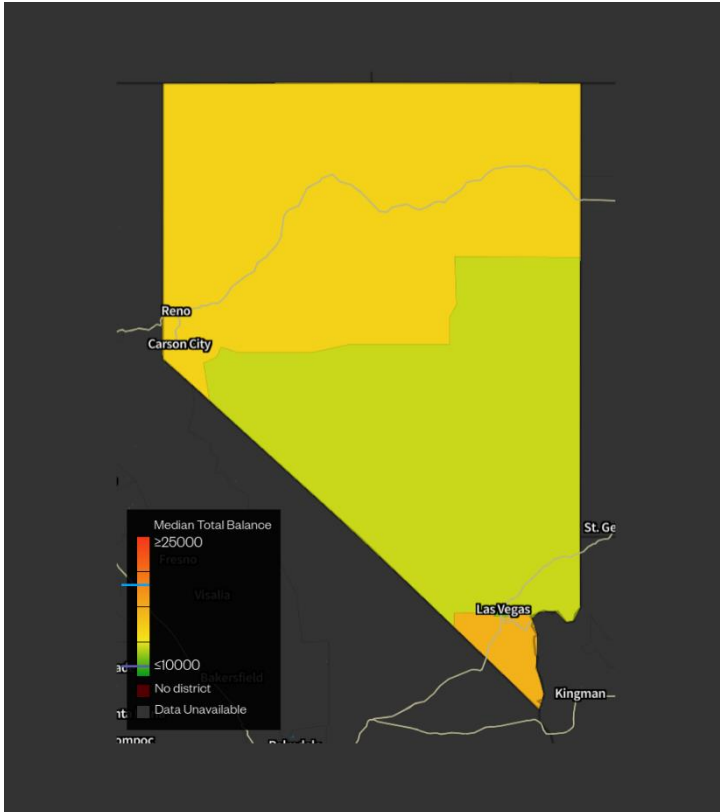 Reno
Carson City
St. Ge
Las Vegas
Kingman
Median Total Balance
≥25000
Fresno
Visalia
≤10000
Bakersfield
No district
Data Unavailable